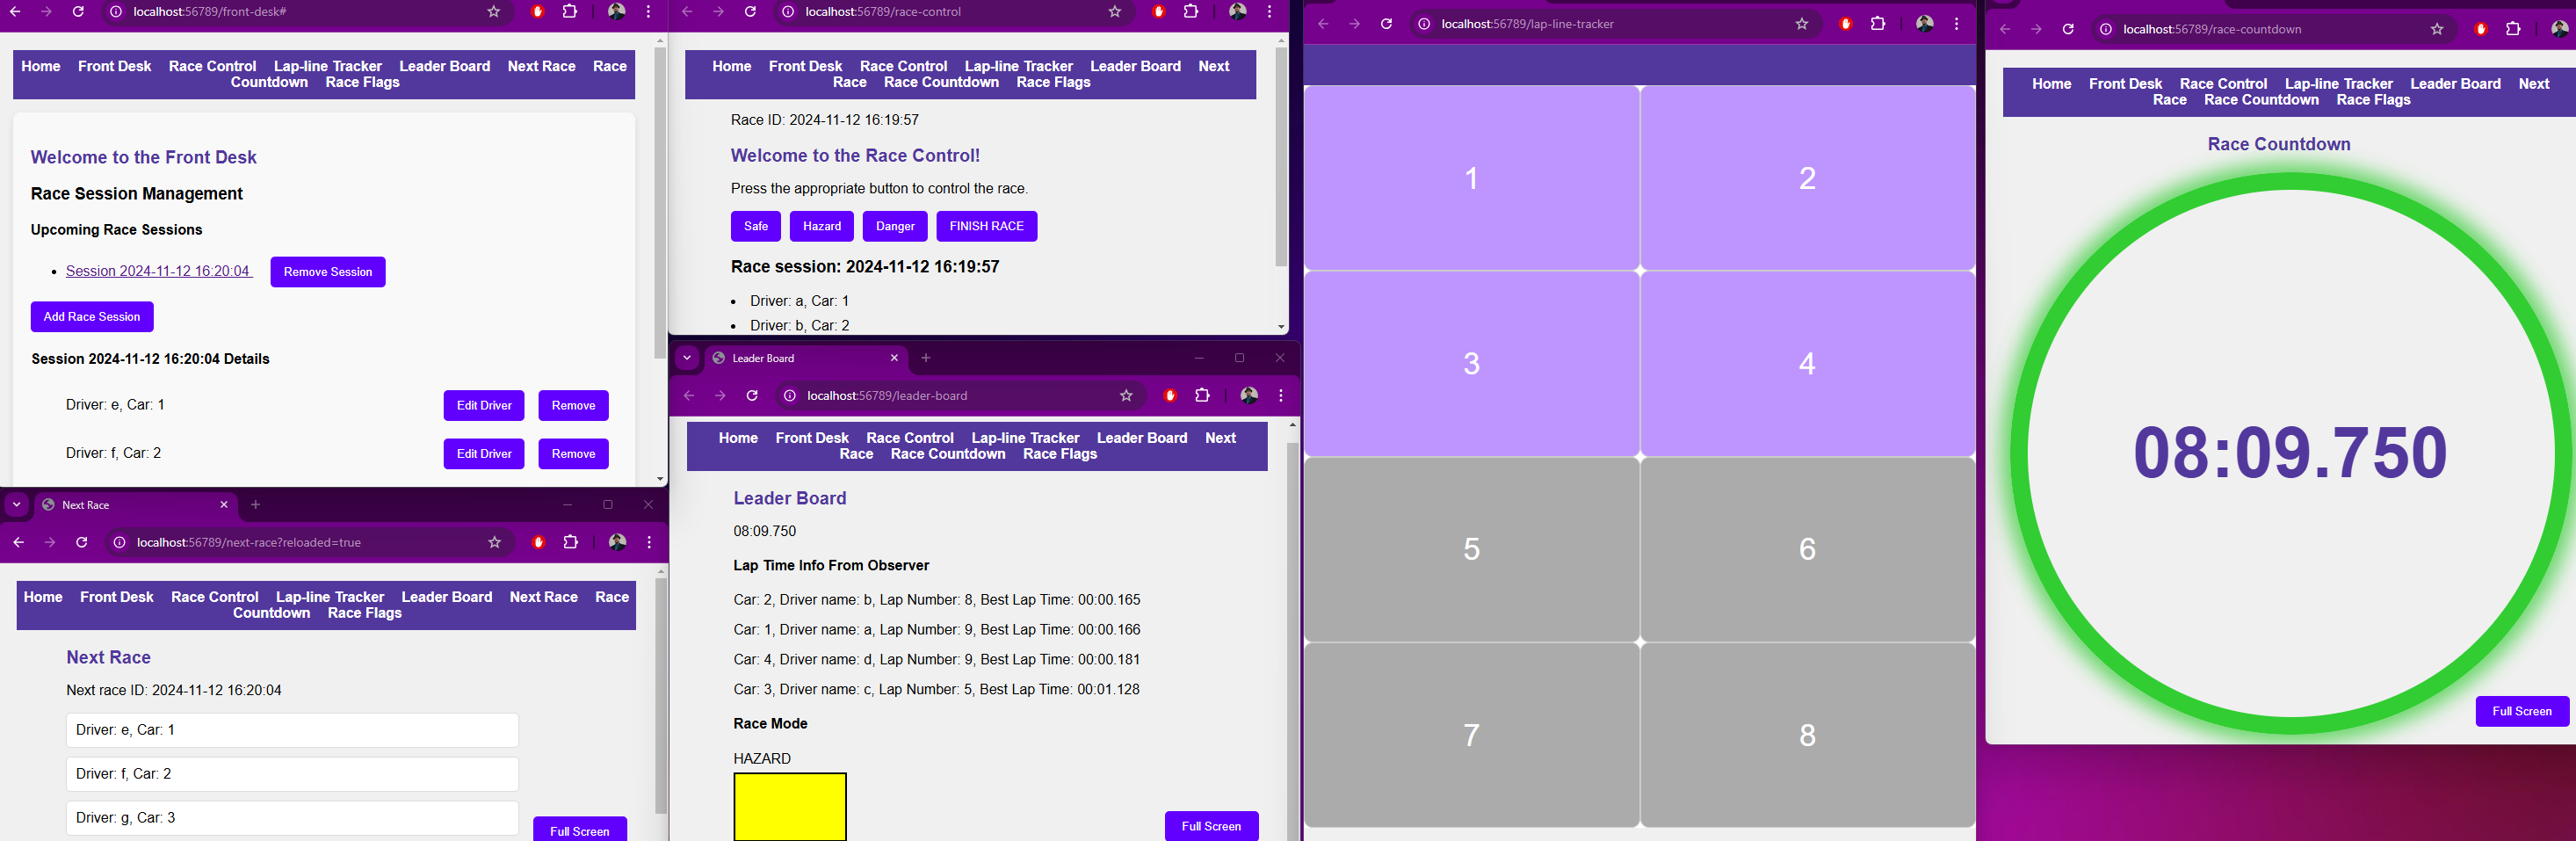 localhost:56789/front-desk#
Home Front Desk Race Control Lap-line Tracker Leader Board Next Race Race
Countdown Race Flags
Welcome to the Front Desk
Race Session Management
Upcoming Race Sessions
• Session 2024-11-12 16:20:04 Remove Session
Add Race Session
Session 2024-11-12 16:20:04 Details
Driver: e, Car: 1 Edit Driver Remove
Driver: f, Car: 2 Edit Driver Remove
Next Race
localhost:56789/next-race?reloaded=true
Home Front Desk Race Control Lap-line Tracker Leader Board Next Race Race
Countdown Race Flags
Next Race
Next race ID: 2024-11-12 16:20:04
Driver: e, Car: 1
Driver: f, Car: 2
Driver: g, Car: 3
Full Screen
localhost:56789/race-control
Home Front Desk Race Control Lap-line Tracker Leader Board Next
Race Race Countdown Race Flags
Race ID: 2024-11-12 16:19:57
Welcome to the Race Control!
Press the appropriate button to control the race.
Safe Hazard Danger FINISH RACE
Race session: 2024-11-12 16:19:57
• Driver: a, Car: 1
• Driver: b, Car: 2
Leader Board
localhost:56789/leader-board
Home Front Desk Race Control Lap-line Tracker Leader Board Next
Race Race Countdown Race Flags
Leader Board
08:09.750
Lap Time Info From Observer
Car: 2, Driver name: b, Lap Number: 8, Best Lap Time: 00:00.165
Car: 1, Driver name: a, Lap Number: 9, Best Lap Time: 00:00.166
Car: 4, Driver name: d, Lap Number: 9, Best Lap Time: 00:00.181
Car: 3, Driver name: c, Lap Number: 5, Best Lap Time: 00:01.128
Race Mode
HAZARD
Full Screen
localhost:56789/lap-line-tracker
1 2
3 4
5 6
7 8
localhost:56789/race-countdown
Home Front Desk Race Control Lap-line Tracker Leader Board Next
Race Race Countdown Race Flags
Race Countdown
08:09.750
Full Screen